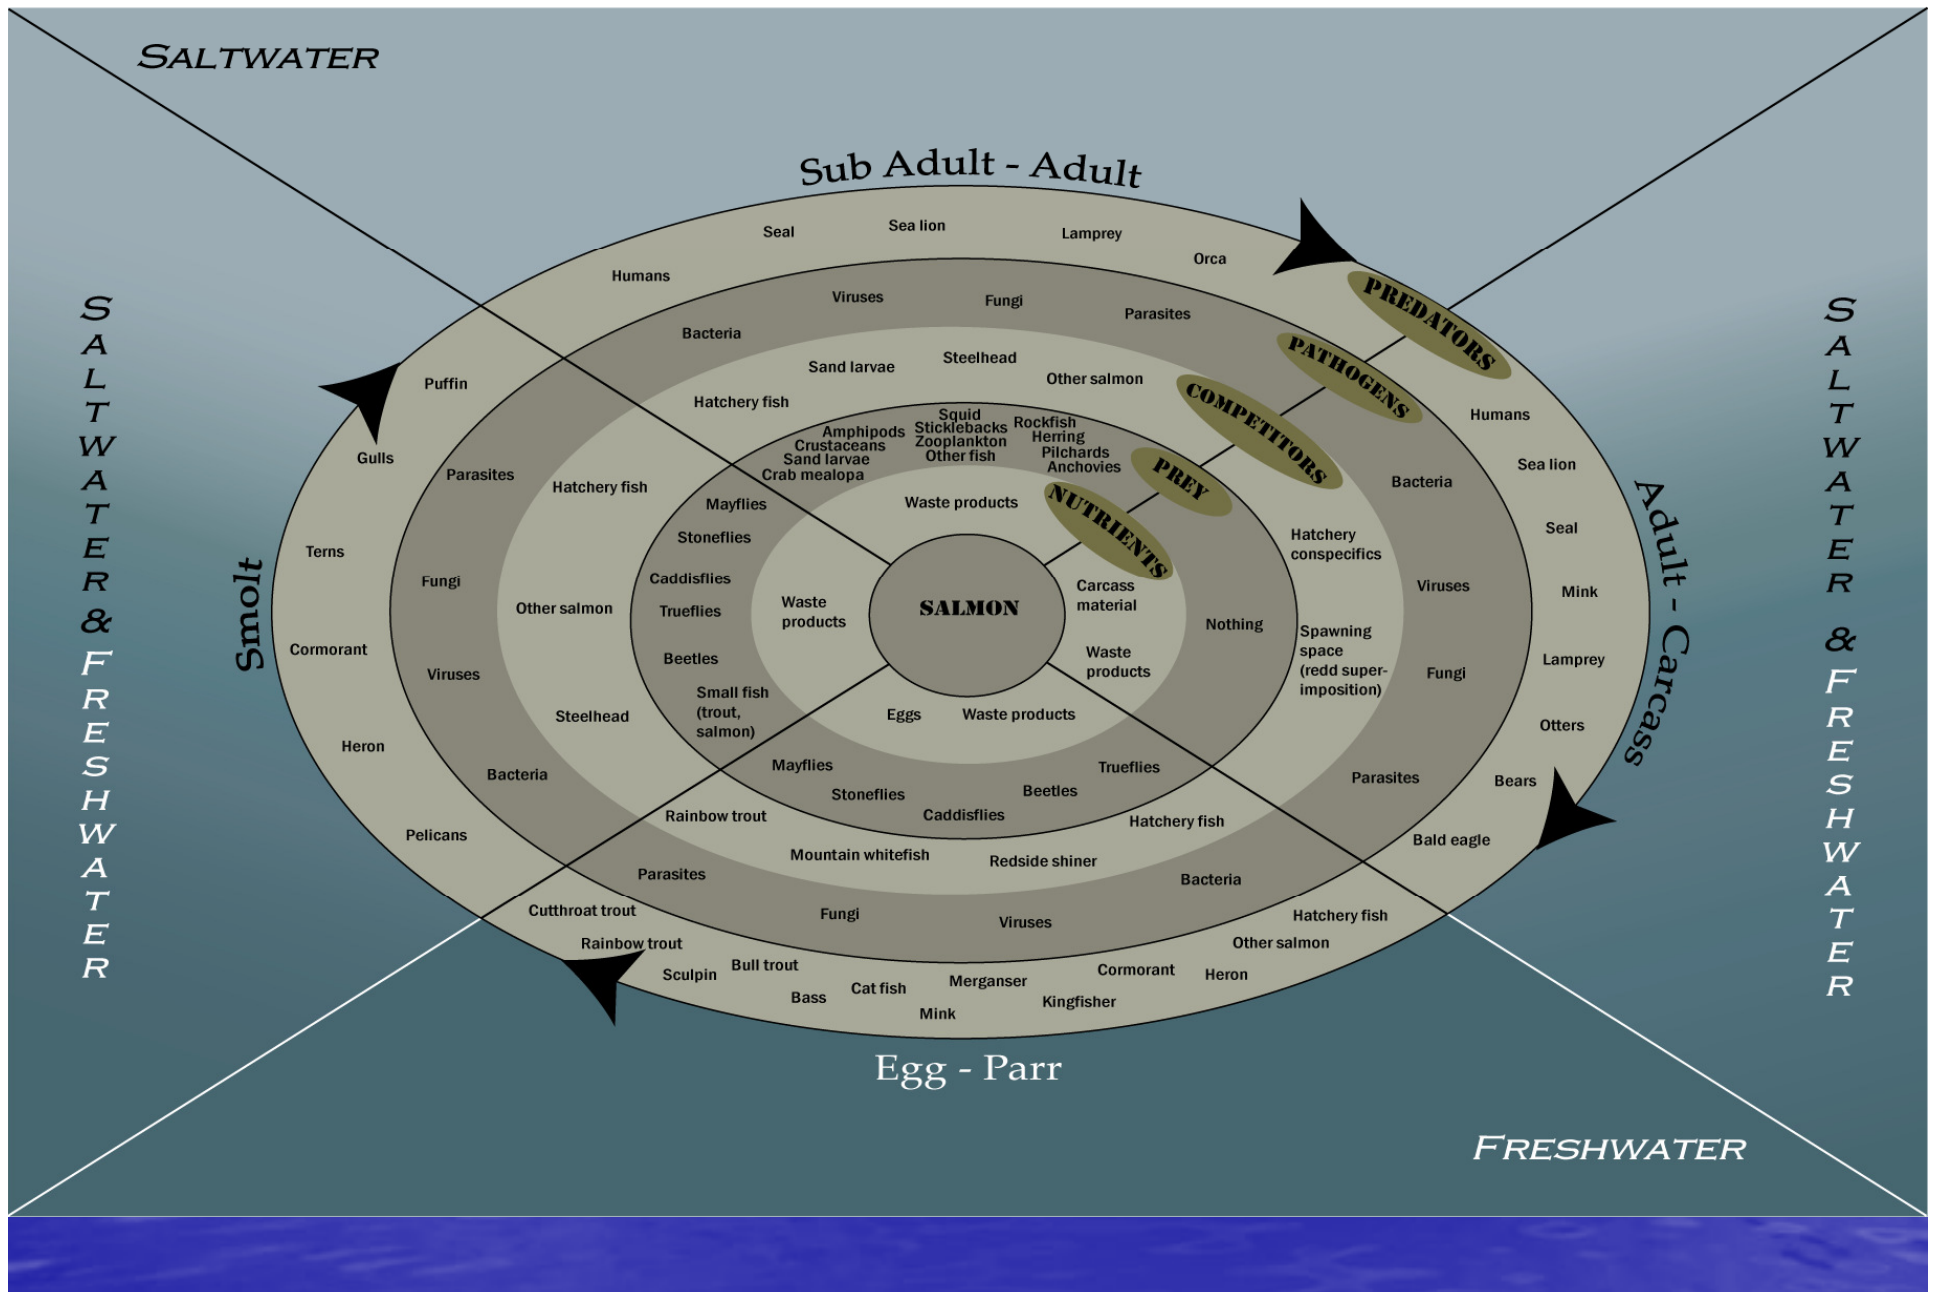 SALTWATER
Sub Adult - Adult
Seal
Sea lion
Lamprey
Orca
Humans
PREDATORS
Viruses
Fungi
Parasites
Bacteria
PATHOGENS
Sand larvae
Steelhead
Other salmon
Hatchery fish
COMPETITORS
Squid
Sticklebacks
Zooplankton
Other fish
Rockfish
Herring
Pilchards
Anchovies
Amphipods
Crustaceans
Sand larvae
Crab mealopa
PREY
Waste products
NUTRIENTS
SALMON
SALTWATER & FRESHWATER
Smolt
Puffin
Gulls
Terns
Cormorant
Heron
Pelicans
Parasites
Fungi
Viruses
Bacteria
Hatchery fish
Other salmon
Steelhead
Mayflies
Stoneflies
Caddisflies
Trueflies
Beetles
Small fish
(trout,
salmon)
Waste
products
SALTWATER & FRESHWATER
Adult - Carcass
Humans
Sea lion
Seal
Mink
Lamprey
Otters
Bears
Bald eagle
Bacteria
Viruses
Fungi
Parasites
Hatchery
conspecifics
Spawning
space
(redd super-
imposition)
Nothing
Carcass
material
Waste
products
Eggs
Waste products
Mayflies
Stoneflies
Caddisflies
Beetles
Trueflies
Rainbow trout
Mountain whitefish
Redside shiner
Hatchery fish
Parasites
Fungi
Viruses
Bacteria
Cutthroat trout
Rainbow trout
Sculpin
Bull trout
Bass
Cat fish
Mink
Merganser
Kingfisher
Cormorant
Heron
Other salmon
Hatchery fish
Egg - Parr
FRESHWATER